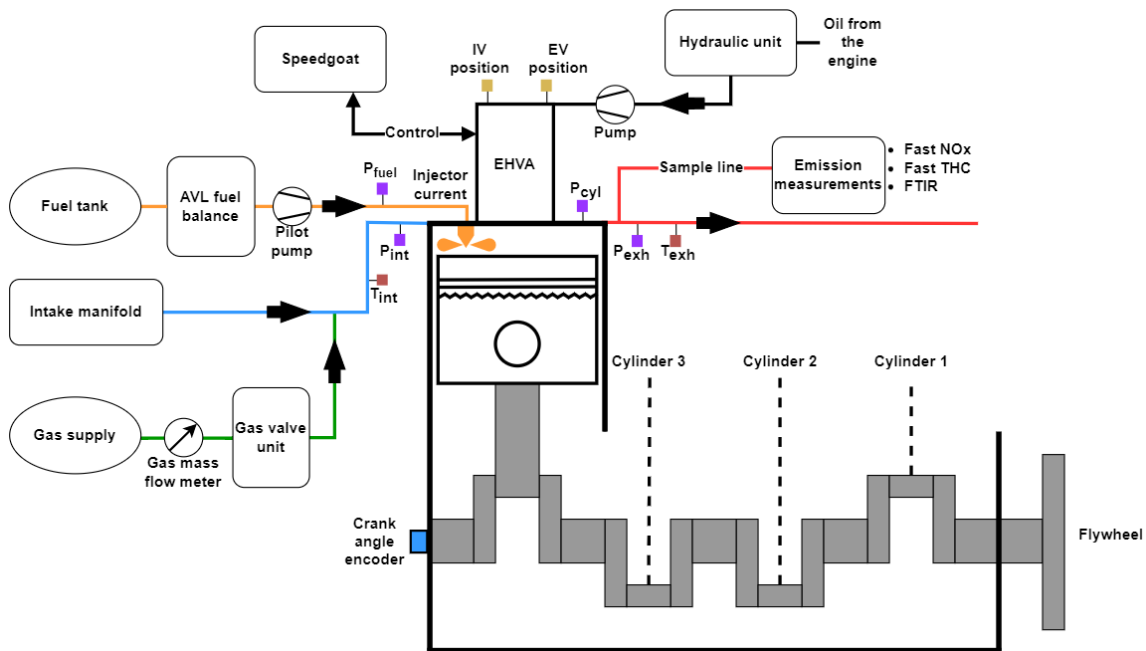 Speedgoat
IV
position
EV
position
Hydraulic unit
Oil from
the
engine
Control
Pump
EHVA
Sample line
Emission
measurements
• Fast NOx
• Fast THC
• FTIR
Fuel tank
AVL fuel
balance
Pilot
pump
Pfuel
Injector
current
Pcyl
Pint
Pexh
Texh
Tint
Intake manifold
Cylinder 3
Cylinder 2
Cylinder 1
Gas supply
Gas mass
flow meter
Gas valve
unit
Crank
angle
encoder
Flywheel